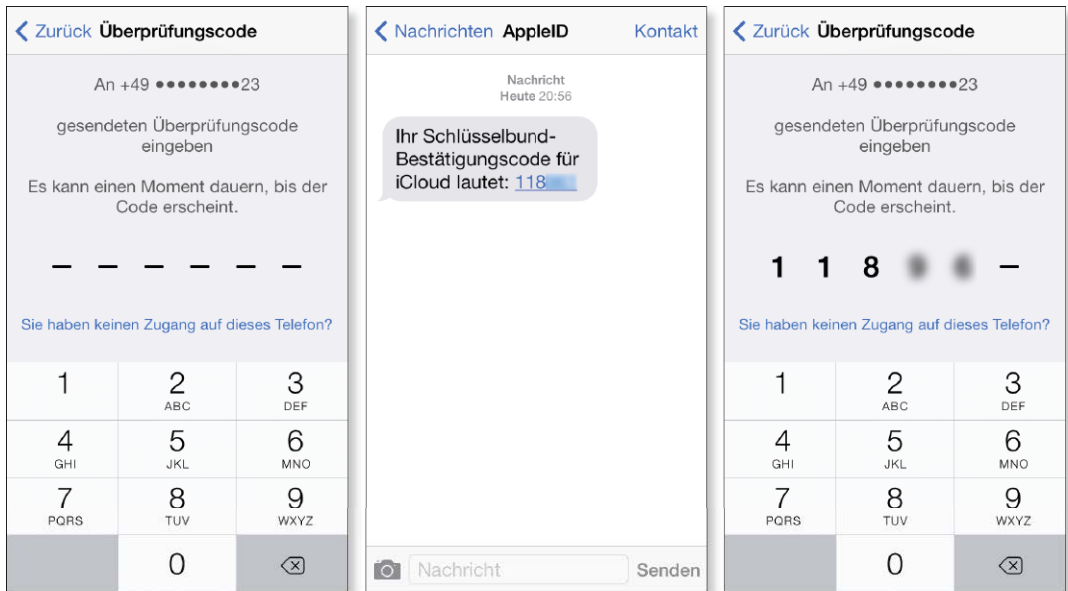 Zurück Überprüfungscode
An +49 ●●●●●●●●23
gesendeten Überprüfungscode
eingeben
Es kann einen Moment dauern, bis der
Code erscheint.
– – – – – –
Sie haben keinen Zugang auf dieses Telefon?
1 2 3
ABC DEF
4 5 6
GHI JKL MNO
7 8 9
PQRS TUV WXYZ
0
Nachrichten AppleID Kontakt
Nachricht
Heute 20:56
Ihr Schlüsselbund-
Bestätigungscode für
iCloud lautet: 118
Nachricht Senden
Zurück Überprüfungscode
An +49 ●●●●●●●●23
gesendeten Überprüfungscode
eingeben
Es kann einen Moment dauern, bis der
Code erscheint.
1 1 8 –
Sie haben keinen Zugang auf dieses Telefon?
1 2 3
ABC DEF
4 5 6
GHI JKL MNO
7 8 9
PQRS TUV WXYZ
0